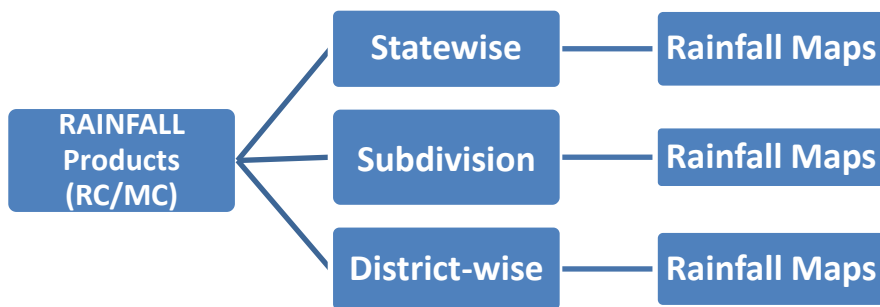 RAINFALL
Products
(RC/MC)
Statewise
Rainfall Maps
Subdivision
Rainfall Maps
District-wise
Rainfall Maps